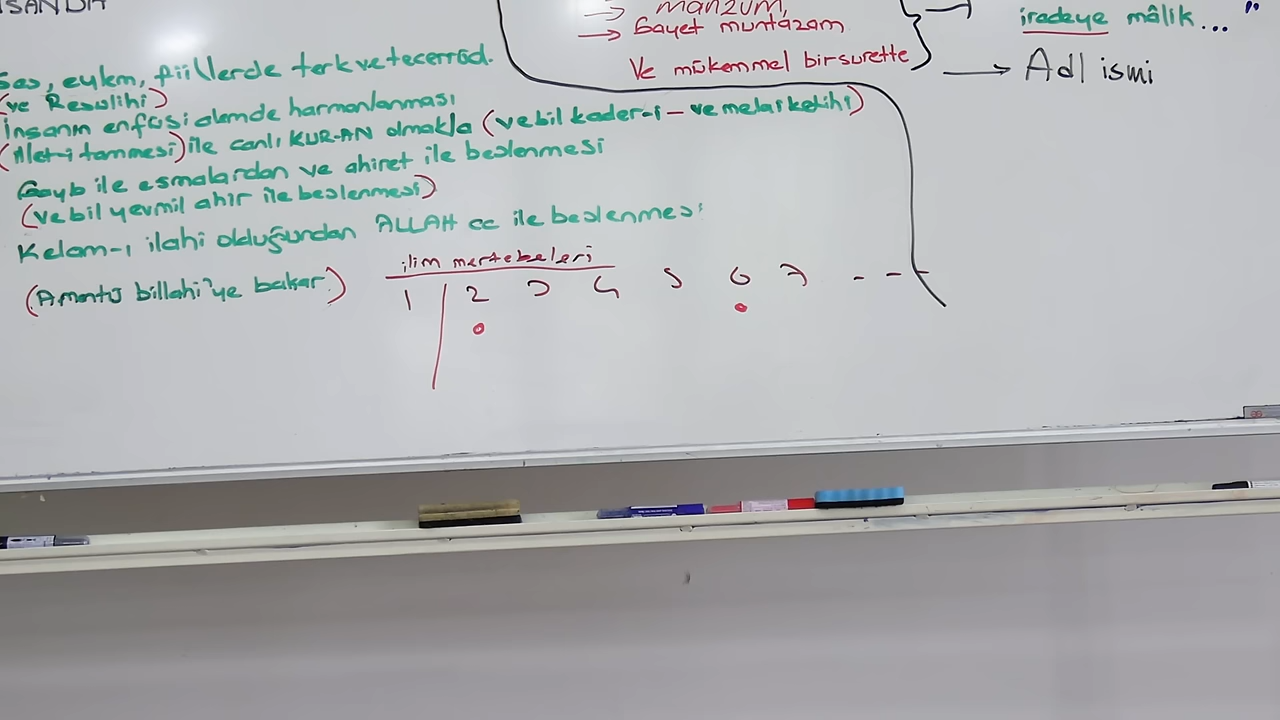 manzum,
Gayet muntazam
Ve mükemmel bir surette
iradeye mâlik..."
Adl ismi
Ses, eylem, fiillerde terk ve tecerrüd.
(ve Resulihi)
İnsanın enfüsi alemde harmanlanması
(Alet-i tammesi) ile canlı KUR-AN olmakla (ve bil kader-i - ve melaiketihi)
Gayb ile esmalardan ve ahiret ile beslenmesi
(ve bil yevmil ahir ile beslenmesi)
Kelam-ı ilahi olduğundan ALLAH cc ile beslenmesi
(Amentü billahi'ye bakar.)
ilim mertebeleri
1 2 3 4 5 6 7 - - -